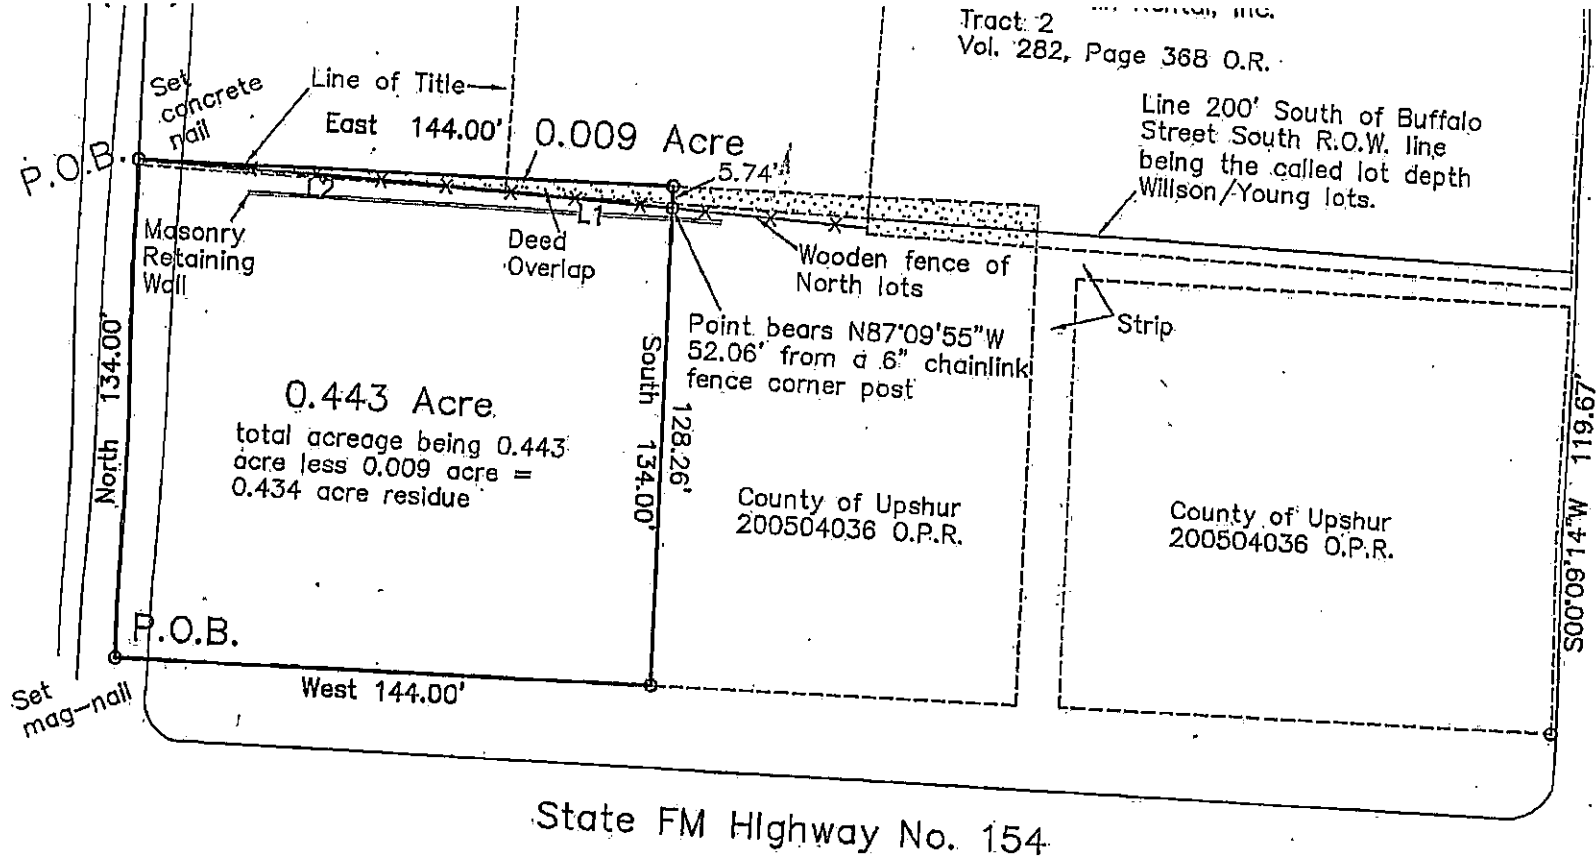 Tract 2
Vol. 282, Page 368 O.R.
Set
concrete
nail
Line of Title
East 144.00'
0.009 Acre
5.74'
P.O.B.
Line 200' South of Buffalo
Street South R.O.W. line
being the called lot depth
Willson/Young lots.
L2
L1
Masonry
Retaining
Wall
Deed
Overlap
Wooden fence of
North lots
Strip
Point bears N87°09'55"W
52.06' from a 6" chainlink
fence corner post
North 134.00'
South 134.00'
128.26'
0.443 Acre
total acreage being 0.443
acre less 0.009 acre =
0.434 acre residue
County of Upshur
200504036 O.P.R.
County of Upshur
200504036 O.P.R.
S00°09'14"W 119.67'
P.O.B.
West 144.00'
Set
mag-nail
State FM Highway No. 154